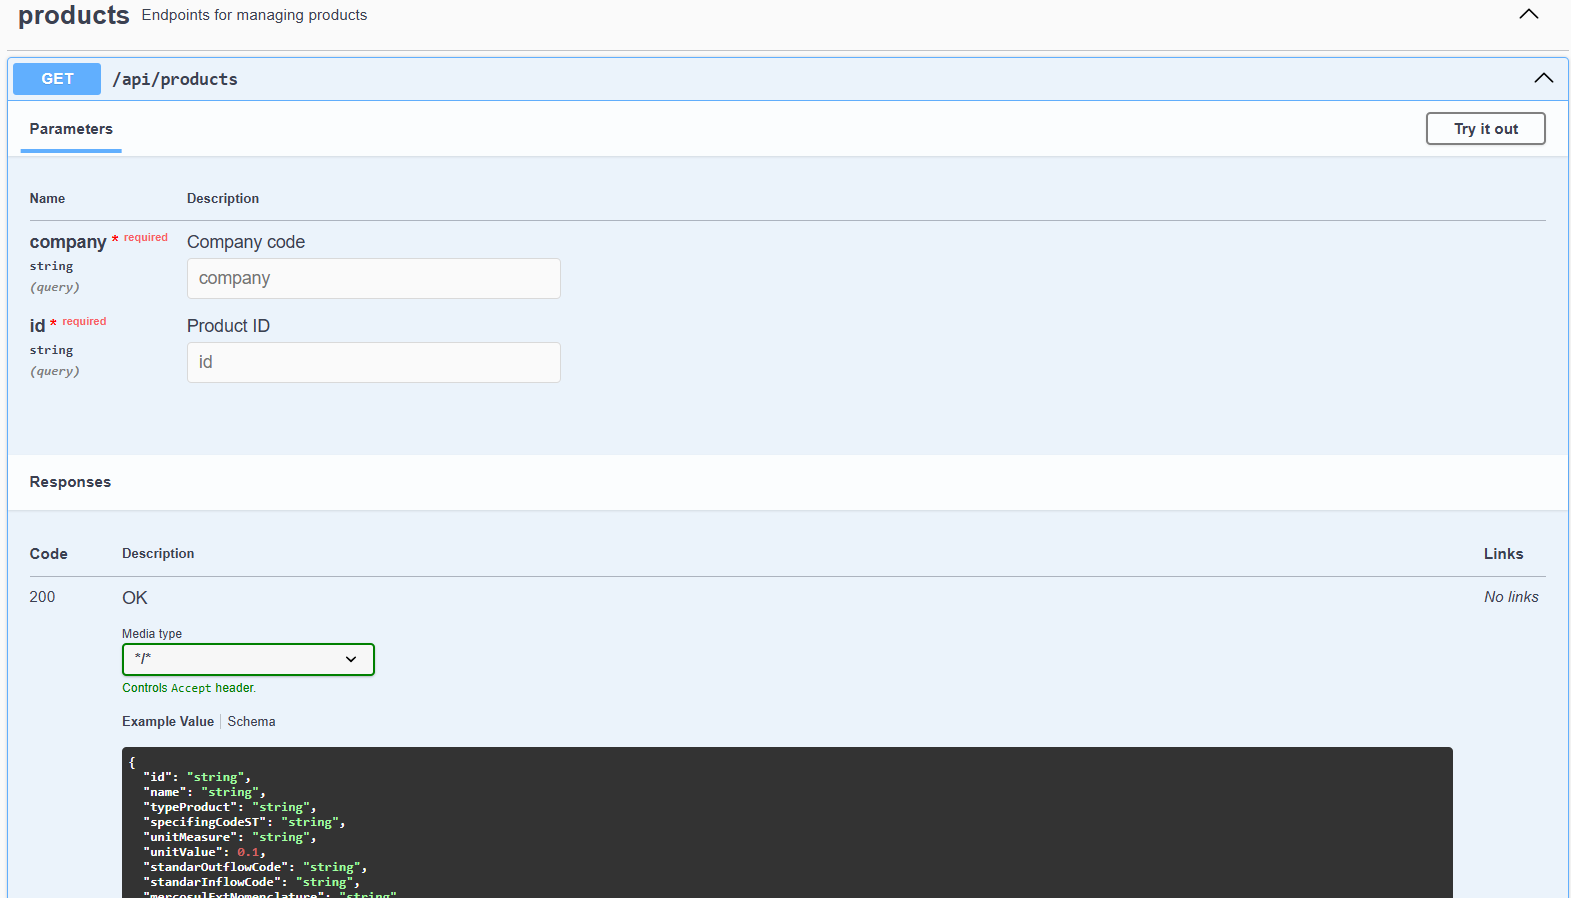 products Endpoints for managing products
GET /api/products
Parameters Try it out
Name Description
company * required Company code
string company
(query)
id * required Product ID
string id
(query)
Responses
Code Description Links
200 OK No links
Media type
*/*
Controls Accept header.
Example Value Schema
{
"id": "string",
"name": "string",
"typeProduct": "string",
"specifingCodeST": "string",
"unitMeasure": "string",
"unitValue": 0.1,
"standarOutflowCode": "string",
"standarInflowCode": "string",
"mercosulExtNomenclature": "string"